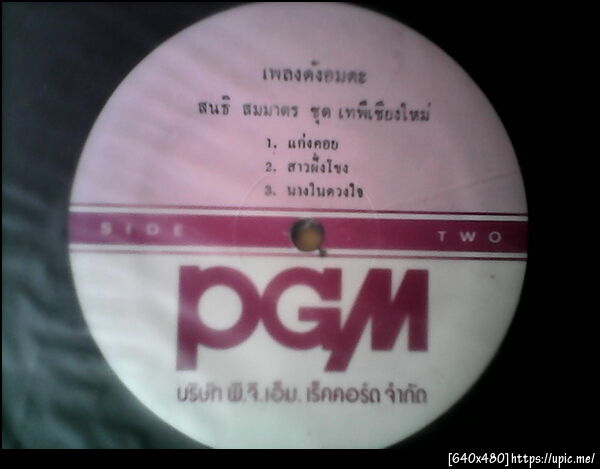 เพลงดังอมตะ
สนธิ สมมาตร ชุด เทพีเชียงใหม่
1. แก่งคอย
2. สาวฝั่งโขง
3. นางในดวงใจ
SIDE TWO
PGM
บริษัท พี.จี.เอ็ม. เร็คคอร์ด จำกัด
[640x480]https://upic.me/